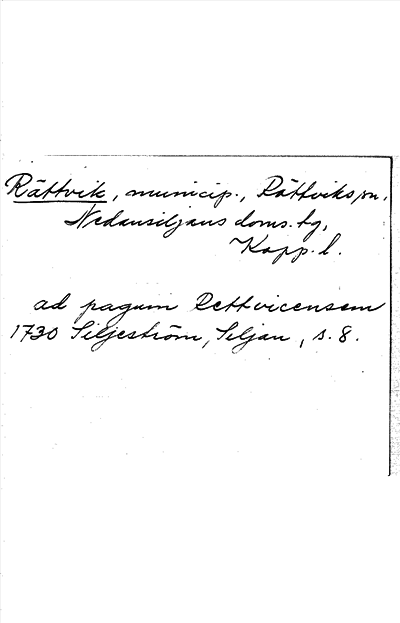 Rättvik, municip., Rättviks sn,
Nedansiljans doms.tg,
Kopp. l.
ad pagum Rettvicensem
1730 Siljeström, Siljan, s. 8.